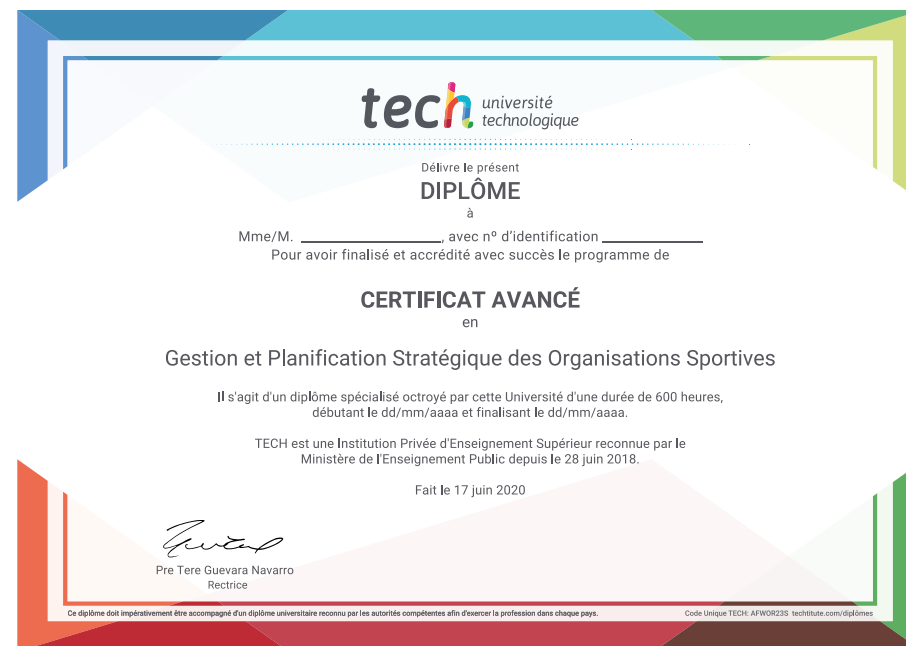 tech université
technologique
Délivre le présent
DIPLÔME
à
Mme/M. ____________________, avec nº d'identification ______________
Pour avoir finalisé et accrédité avec succès le programme de
CERTIFICAT AVANCÉ
en
Gestion et Planification Stratégique des Organisations Sportives
Il s'agit d'un diplôme spécialisé octroyé par cette Université d'une durée de 600 heures,
débutant le dd/mm/aaaa et finalisant le dd/mm/aaaa.
TECH est une Institution Privée d'Enseignement Supérieur reconnue par le
Ministère de l'Enseignement Public depuis le 28 juin 2018.
Fait le 17 juin 2020
Pre Tere Guevara Navarro
Rectrice
Ce diplôme doit impérativement être accompagné d'un diplôme universitaire reconnu par les autorités compétentes afin d'exercer la profession dans chaque pays.
Code Unique TECH: AFWOR23S techtitute.com/diplômes